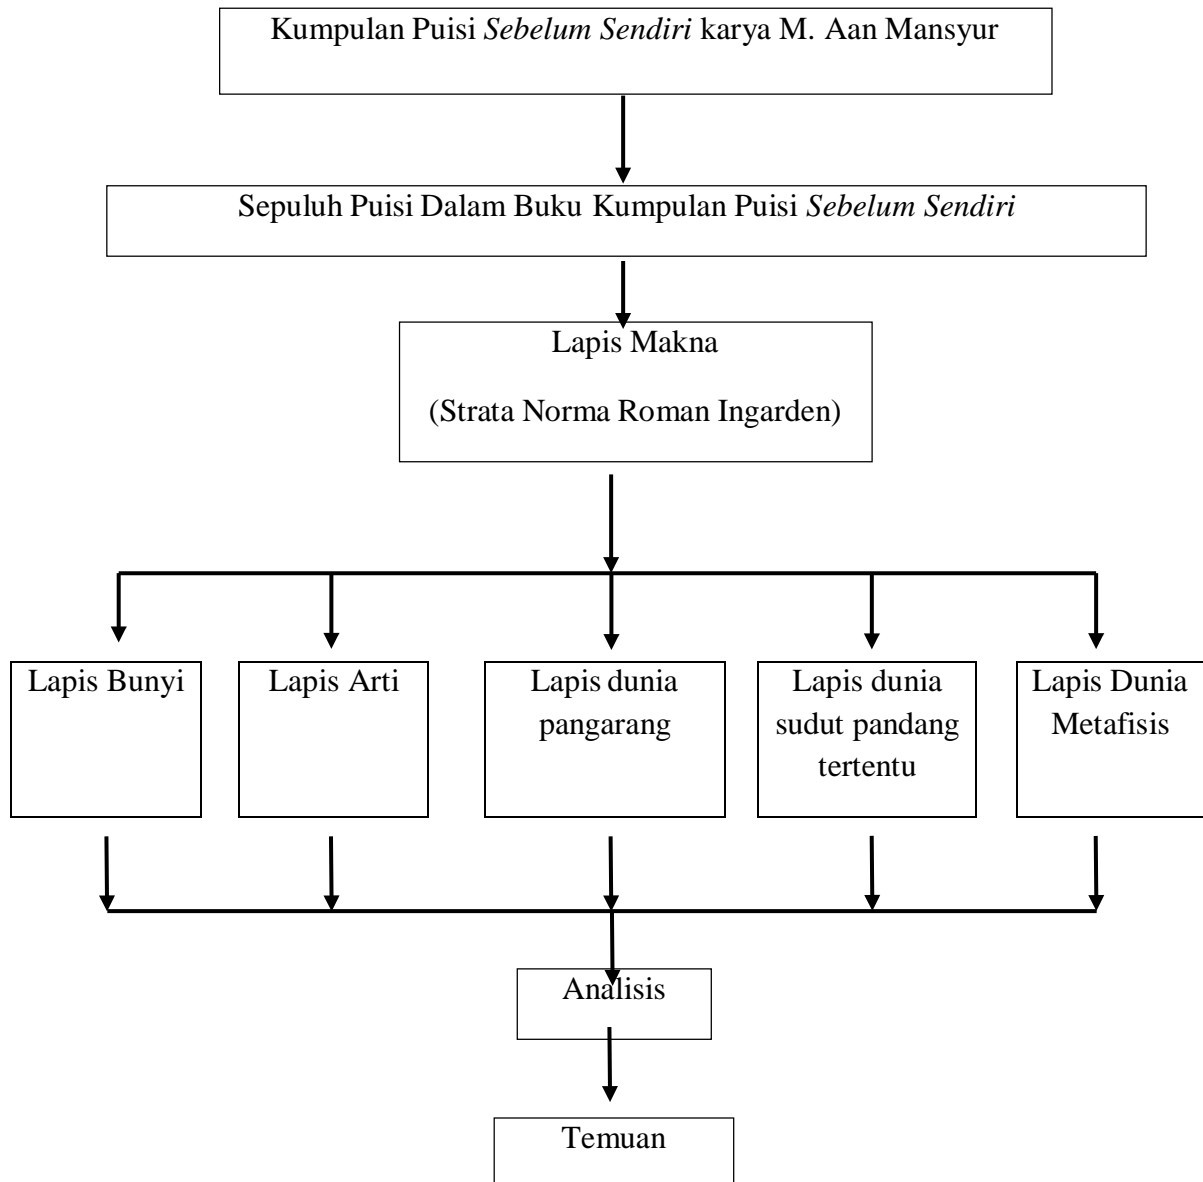 Kumpulan Puisi Sebelum Sendiri karya M. Aan Mansyur
Sepuluh Puisi Dalam Buku Kumpulan Puisi Sebelum Sendiri
Lapis Makna
(Strata Norma Roman Ingarden)
Lapis Bunyi
Lapis Arti
Lapis dunia
pangarang
Lapis dunia
sudut pandang
tertentu
Lapis Dunia
Metafisis
Analisis
Temuan